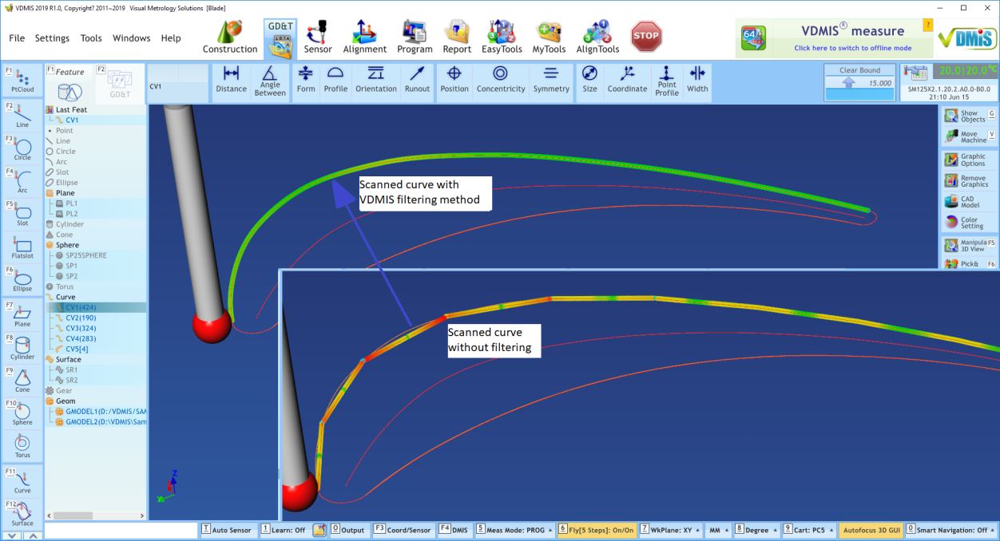 VDMIS 2019 R1.0, Copyright? 2011~2019 Visual Metrology Solutions [Blade]
File Settings Tools Windows Help
Construction
GD&T
Sensor
Alignment
Program
Report
EasyTools
MyTools
AlignTools
STOP
64
VDMIS® measure
Click here to switch to offline mode
?
DMIS
F1 PtCloud
F2 Line
F3 Circle
F4 Arc
F5 Slot
Flatslot
F6 Ellipse
F7 Plane
F8 Cylinder
F9 Cone
F10 Sphere
Torus
F11 Curve
F12 Surface
F1 Feature
F2 GD&T
Last Feat
CV1
Point
Line
Circle
Arc
Slot
Ellipse
Plane
PL1
PL2
Cylinder
Cone
Sphere
SP25SPHERE
SP1
SP2
Torus
Curve
CV1(424)
CV2(190)
CV3(324)
CV4(283)
CV5[4]
Surface
SR1
SR2
Gear
Geom
GMODEL1(D:/VDMIS/SAM
GMODEL2(D:\VDMIS\Sam
CV1
Distance
Angle
Between
Form
Profile
Orientation
Runout
Position
Concentricity
Symmetry
Size
Coordinate
Point
Profile
Width
Clear Bound
15.000
20.0|20.0°C
SM125X2.1.20.2.A0.0-B0.0
21:10 Jun 15
Show
Objects G
Move
Machine V
Graphic
Options
Remove
Graphics
CAD
Model
Color
Setting
Manipula F5
3D View
Pick& F6
Scanned curve with
VDMIS filtering method
Scanned curve
without filtering
Z
Y
T Auto Sensor
1 Learn: Off
O Output
F3 Coord/Sensor
F4 DMIS
5 Meas Mode: PROG
6 Fly[5 Steps]: On/On
7 WkPlane: XY
MM
8 Degree
9 Cart: PC5
Autofocus 3D GUI
0 Smart Navigation: Off